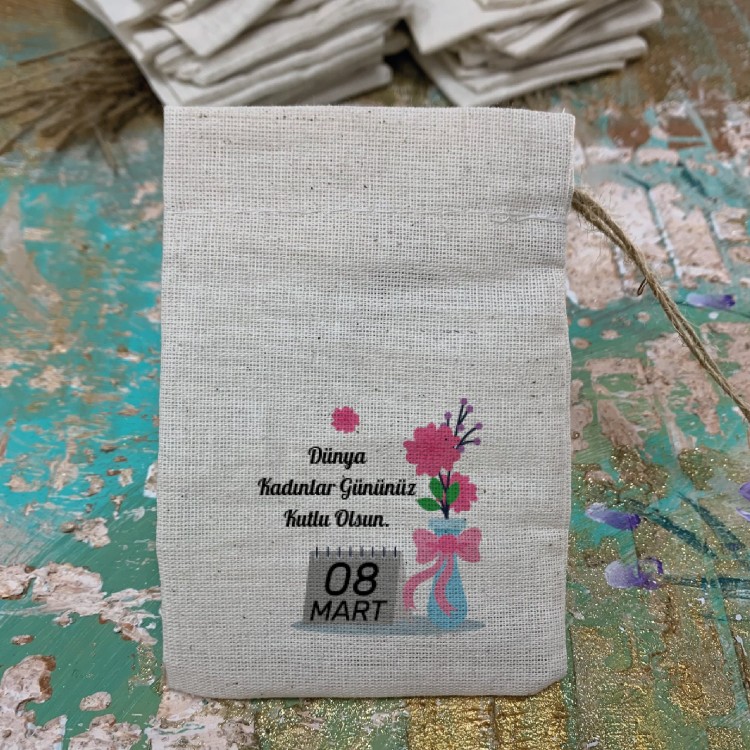 Dünya
Kadınlar Gününüz
Kutlu Olsun.
08
MART